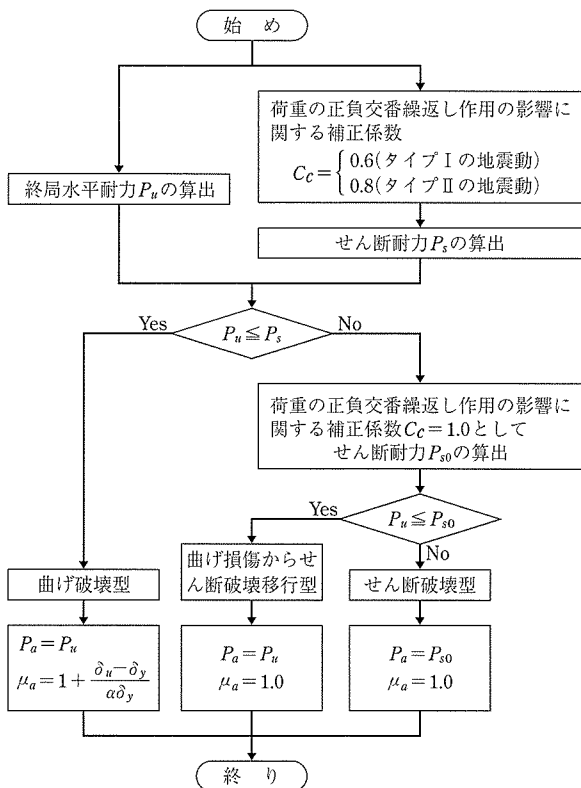 始 め
荷重の正負交番繰返し作用の影響に
関する補正係数
C_C = { 0.6(タイプⅠの地震動)
0.8(タイプⅡの地震動)
終局水平耐力P_uの算出
せん断耐力P_sの算出
Yes
P_u≦P_s
No
荷重の正負交番繰返し作用の影響に
関する補正係数C_C=1.0として
せん断耐力P_s0の算出
Yes
P_u≦P_s0
No
曲げ破壊型
曲げ損傷からせ
ん断破壊移行型
せん断破壊型
P_a=P_u
μ_a=1+ (δ_u−δ_y)/(αδ_y)
P_a=P_u
μ_a=1.0
P_a=P_s0
μ_a=1.0
終 り